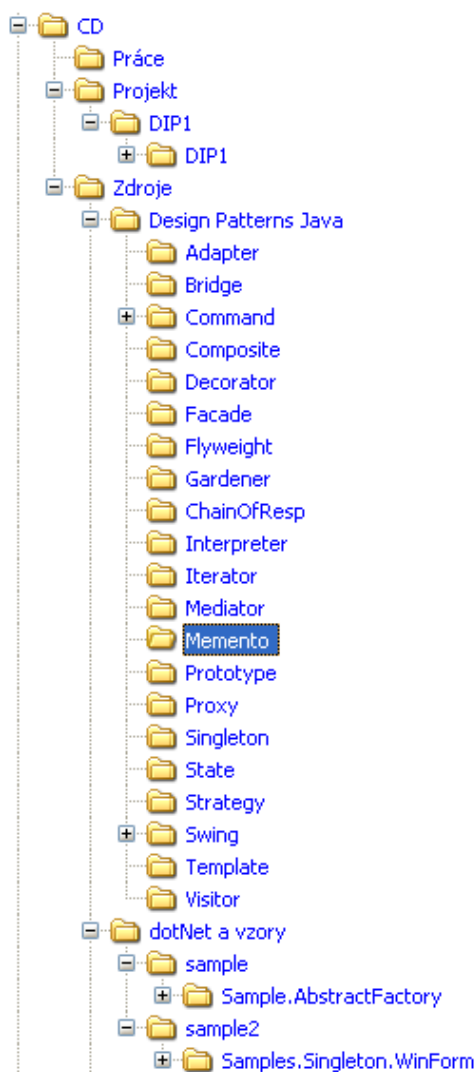 CD
Práce
Projekt
DIP1
DIP1
Zdroje
Design Patterns Java
Adapter
Bridge
Command
Composite
Decorator
Facade
Flyweight
Gardener
ChainOfResp
Interpreter
Iterator
Mediator
Memento
Prototype
Proxy
Singleton
State
Strategy
Swing
Template
Visitor
dotNet a vzory
sample
Sample.AbstractFactory
sample2
Samples.Singleton.WinForm